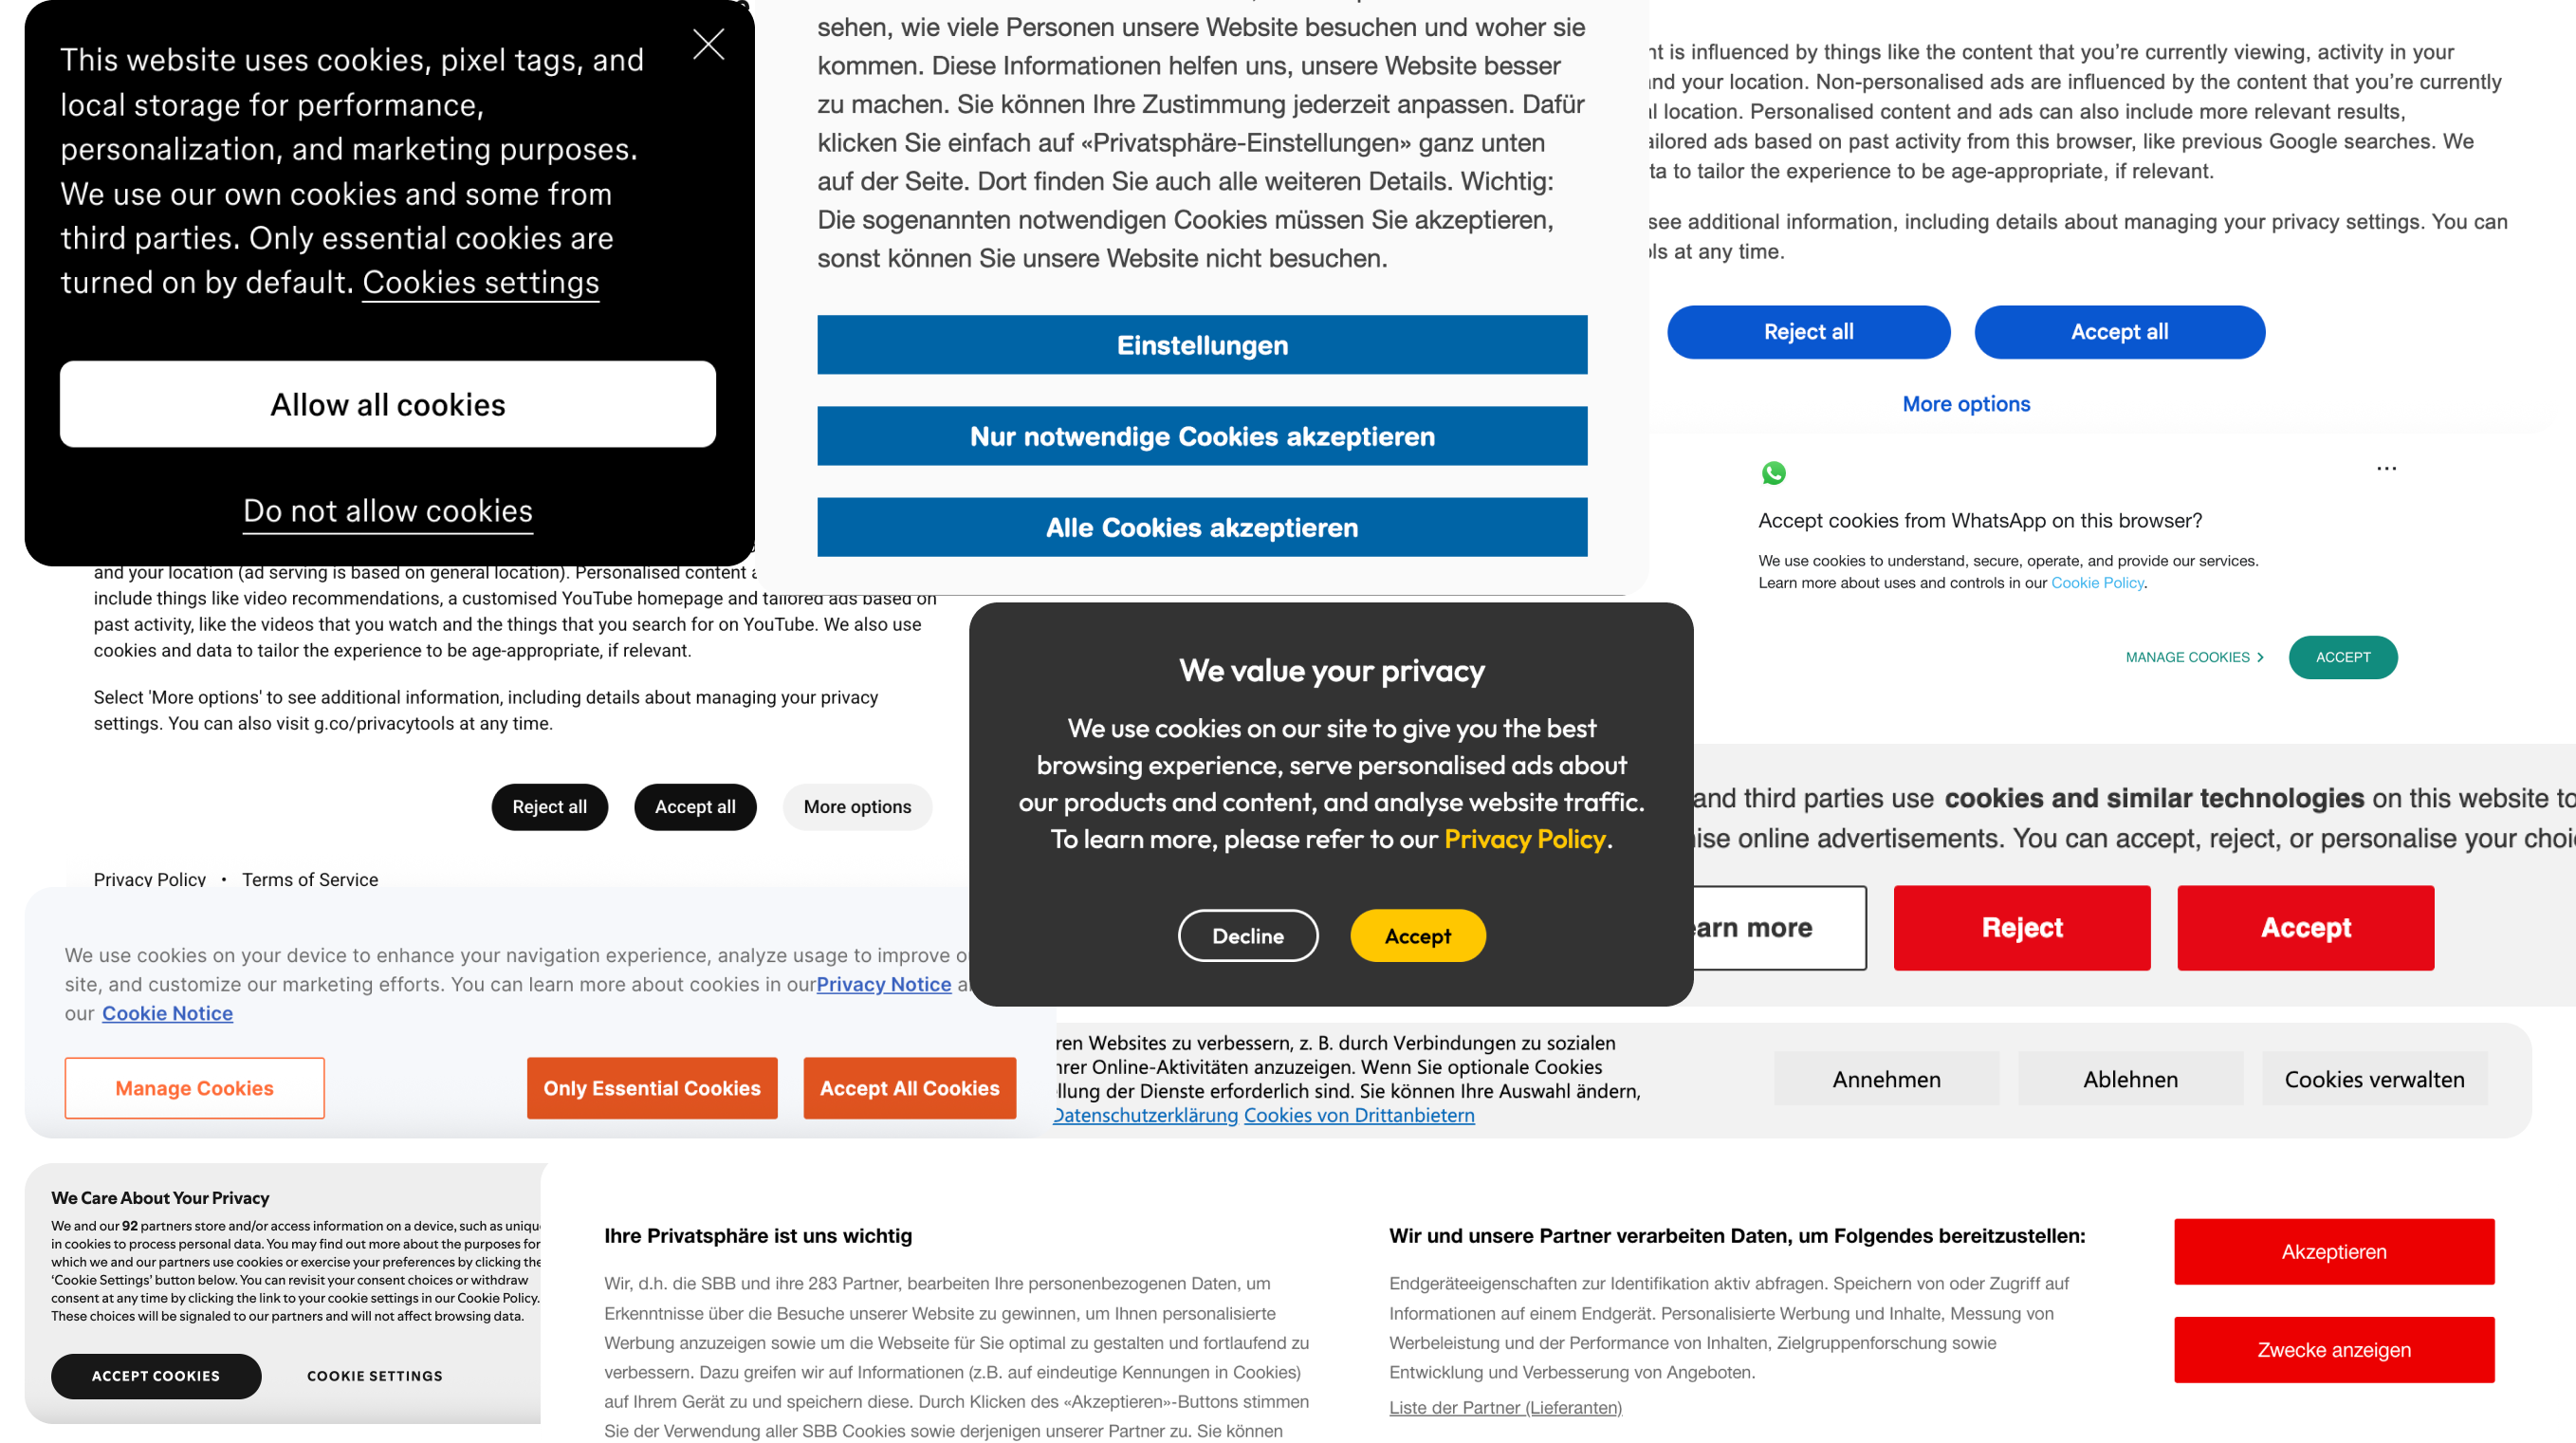 This website uses cookies, pixel tags, and
local storage for performance,
personalization, and marketing purposes.
We use our own cookies and some from
third parties. Only essential cookies are
turned on by default. Cookies settings
Allow all cookies
Do not allow cookies
sehen, wie viele Personen unsere Website besuchen und woher sie
kommen. Diese Informationen helfen uns, unsere Website besser
zu machen. Sie können Ihre Zustimmung jederzeit anpassen. Dafür
klicken Sie einfach auf «Privatsphäre-Einstellungen» ganz unten
auf der Seite. Dort finden Sie auch alle weiteren Details. Wichtig:
Die sogenannten notwendigen Cookies müssen Sie akzeptieren,
sonst können Sie unsere Website nicht besuchen.
Einstellungen
Nur notwendige Cookies akzeptieren
Alle Cookies akzeptieren
is influenced by things like the content that you’re currently viewing, activity in your
your location. Non-personalised ads are influenced by the content that you’re currently
location. Personalised content and ads can also include more relevant results,
ads based on past activity from this browser, like previous Google searches. We
to tailor the experience to be age-appropriate, if relevant.
see additional information, including details about managing your privacy settings. You can
at any time.
Reject all
Accept all
More options
...
Accept cookies from WhatsApp on this browser?
We use cookies to understand, secure, operate, and provide our services.
Learn more about uses and controls in our Cookie Policy.
MANAGE COOKIES >
ACCEPT
and your location (ad serving is based on general location). Personalised content
include things like video recommendations, a customised YouTube homepage and tailored ads based on
past activity, like the videos that you watch and the things that you search for on YouTube. We also use
cookies and data to tailor the experience to be age-appropriate, if relevant.
Select 'More options' to see additional information, including details about managing your privacy
settings. You can also visit g.co/privacytools at any time.
Reject all
Accept all
More options
Privacy Policy • Terms of Service
We value your privacy
We use cookies on our site to give you the best
browsing experience, serve personalised ads about
our products and content, and analyse website traffic.
To learn more, please refer to our Privacy Policy.
Decline
Accept
and third parties use cookies and similar technologies on this website to
online advertisements. You can accept, reject, or personalise your
more
Reject
Accept
We use cookies on your device to enhance your navigation experience, analyze usage to improve
site, and customize our marketing efforts. You can learn more about cookies in ourPrivacy Notice
our Cookie Notice
Manage Cookies
Only Essential Cookies
Accept All Cookies
Websites zu verbessern, z. B. durch Verbindungen zu sozialen
Online-Aktivitäten anzuzeigen. Wenn Sie optionale Cookies
der Dienste erforderlich sind. Sie können Ihre Auswahl ändern,
Datenschutzerklärung Cookies von Drittanbietern
Annehmen
Ablehnen
Cookies verwalten
We Care About Your Privacy
We and our 92 partners store and/or access information on a device, such as
in cookies to process personal data. You may find out more about the purposes for
which we and our partners use cookies or exercise your preferences by clicking the
‘Cookie Settings’ button below. You can revisit your consent choices or withdraw
consent at any time by clicking the link to your cookie settings in our Cookie Policy.
These choices will be signaled to our partners and will not affect browsing data.
ACCEPT COOKIES
COOKIE SETTINGS
Ihre Privatsphäre ist uns wichtig
Wir, d.h. die SBB und ihre 283 Partner, bearbeiten Ihre personenbezogenen Daten, um
Erkenntnisse über die Besuche unserer Website zu gewinnen, um Ihnen personalisierte
Werbung anzuzeigen sowie um die Webseite für Sie optimal zu gestalten und fortlaufend zu
verbessern. Dazu greifen wir auf Informationen (z.B. auf eindeutige Kennungen in Cookies)
auf Ihrem Gerät zu und speichern diese. Durch Klicken des «Akzeptieren»-Buttons stimmen
Sie der Verwendung aller SBB Cookies sowie derjenigen unserer Partner zu. Sie können
Wir und unsere Partner verarbeiten Daten, um Folgendes bereitzustellen:
Endgeräteeigenschaften zur Identifikation aktiv abfragen. Speichern von oder Zugriff auf
Informationen auf einem Endgerät. Personalisierte Werbung und Inhalte, Messung von
Werbeleistung und der Performance von Inhalten, Zielgruppenforschung sowie
Entwicklung und Verbesserung von Angeboten.
Liste der Partner (Lieferanten)
Akzeptieren
Zwecke anzeigen